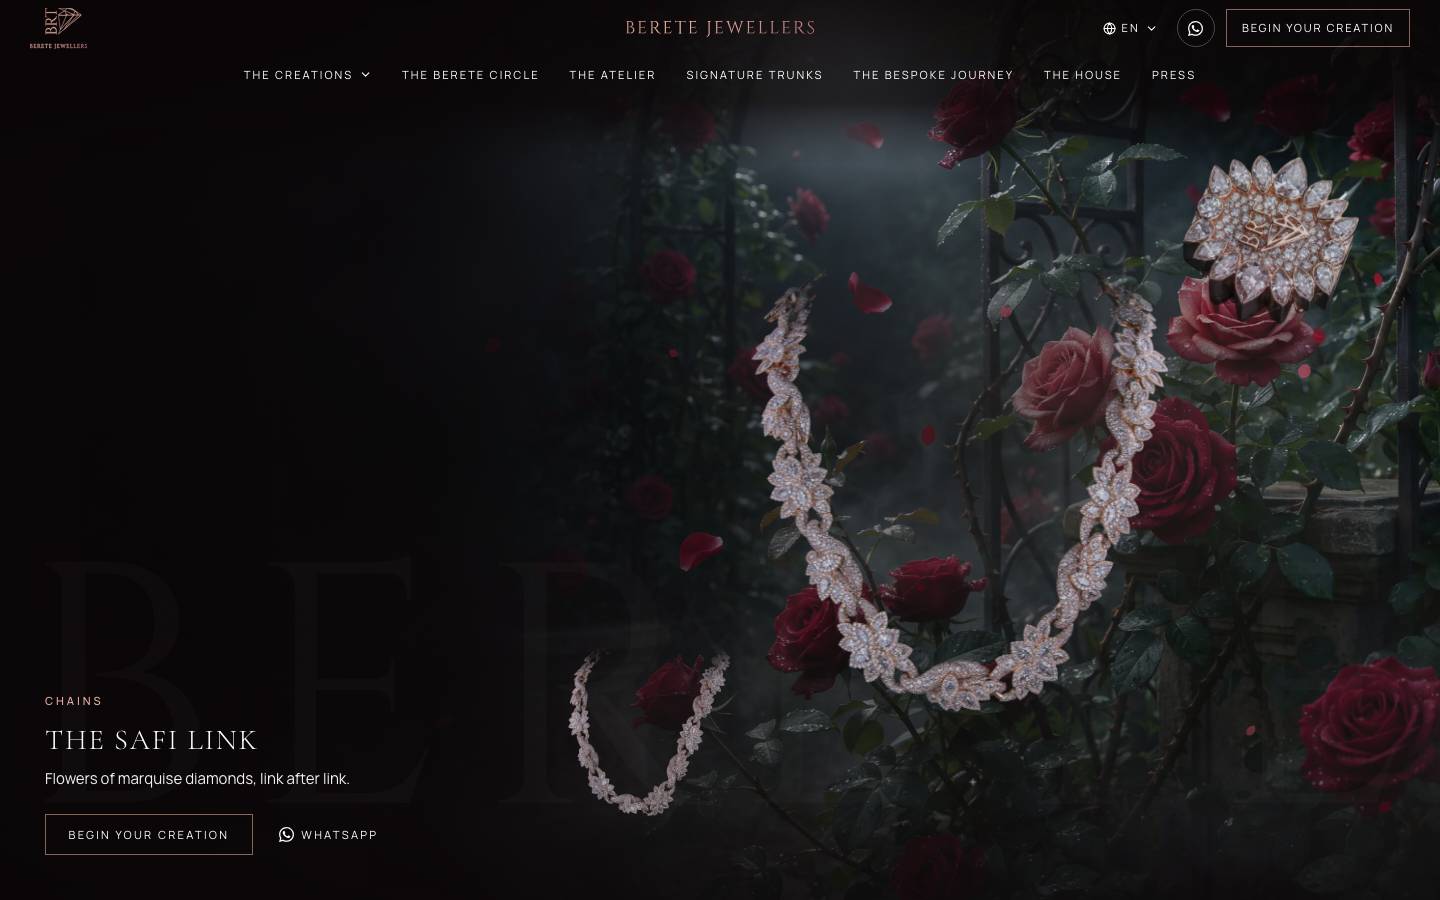 BRT
BERETE JEWELLERS
BERETE JEWELLERS
EN
BEGIN YOUR CREATION
THE CREATIONS
THE BERETE CIRCLE
THE ATELIER
SIGNATURE TRUNKS
THE BESPOKE JOURNEY
THE HOUSE
PRESS
BER
CHAINS
THE SAFI LINK
Flowers of marquise diamonds, link after link.
BEGIN YOUR CREATION
WHATSAPP